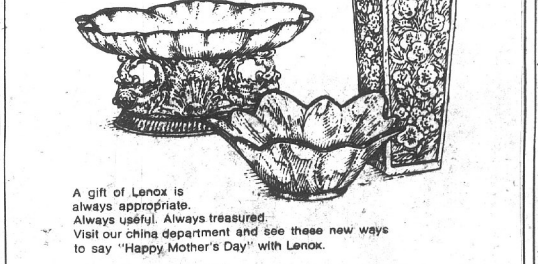 A gift of Lenox is
always appropriate.
Always useful. Always treasured.
Visit our china department and see these new ways
to say "Happy Mother's Day" with Lenox.